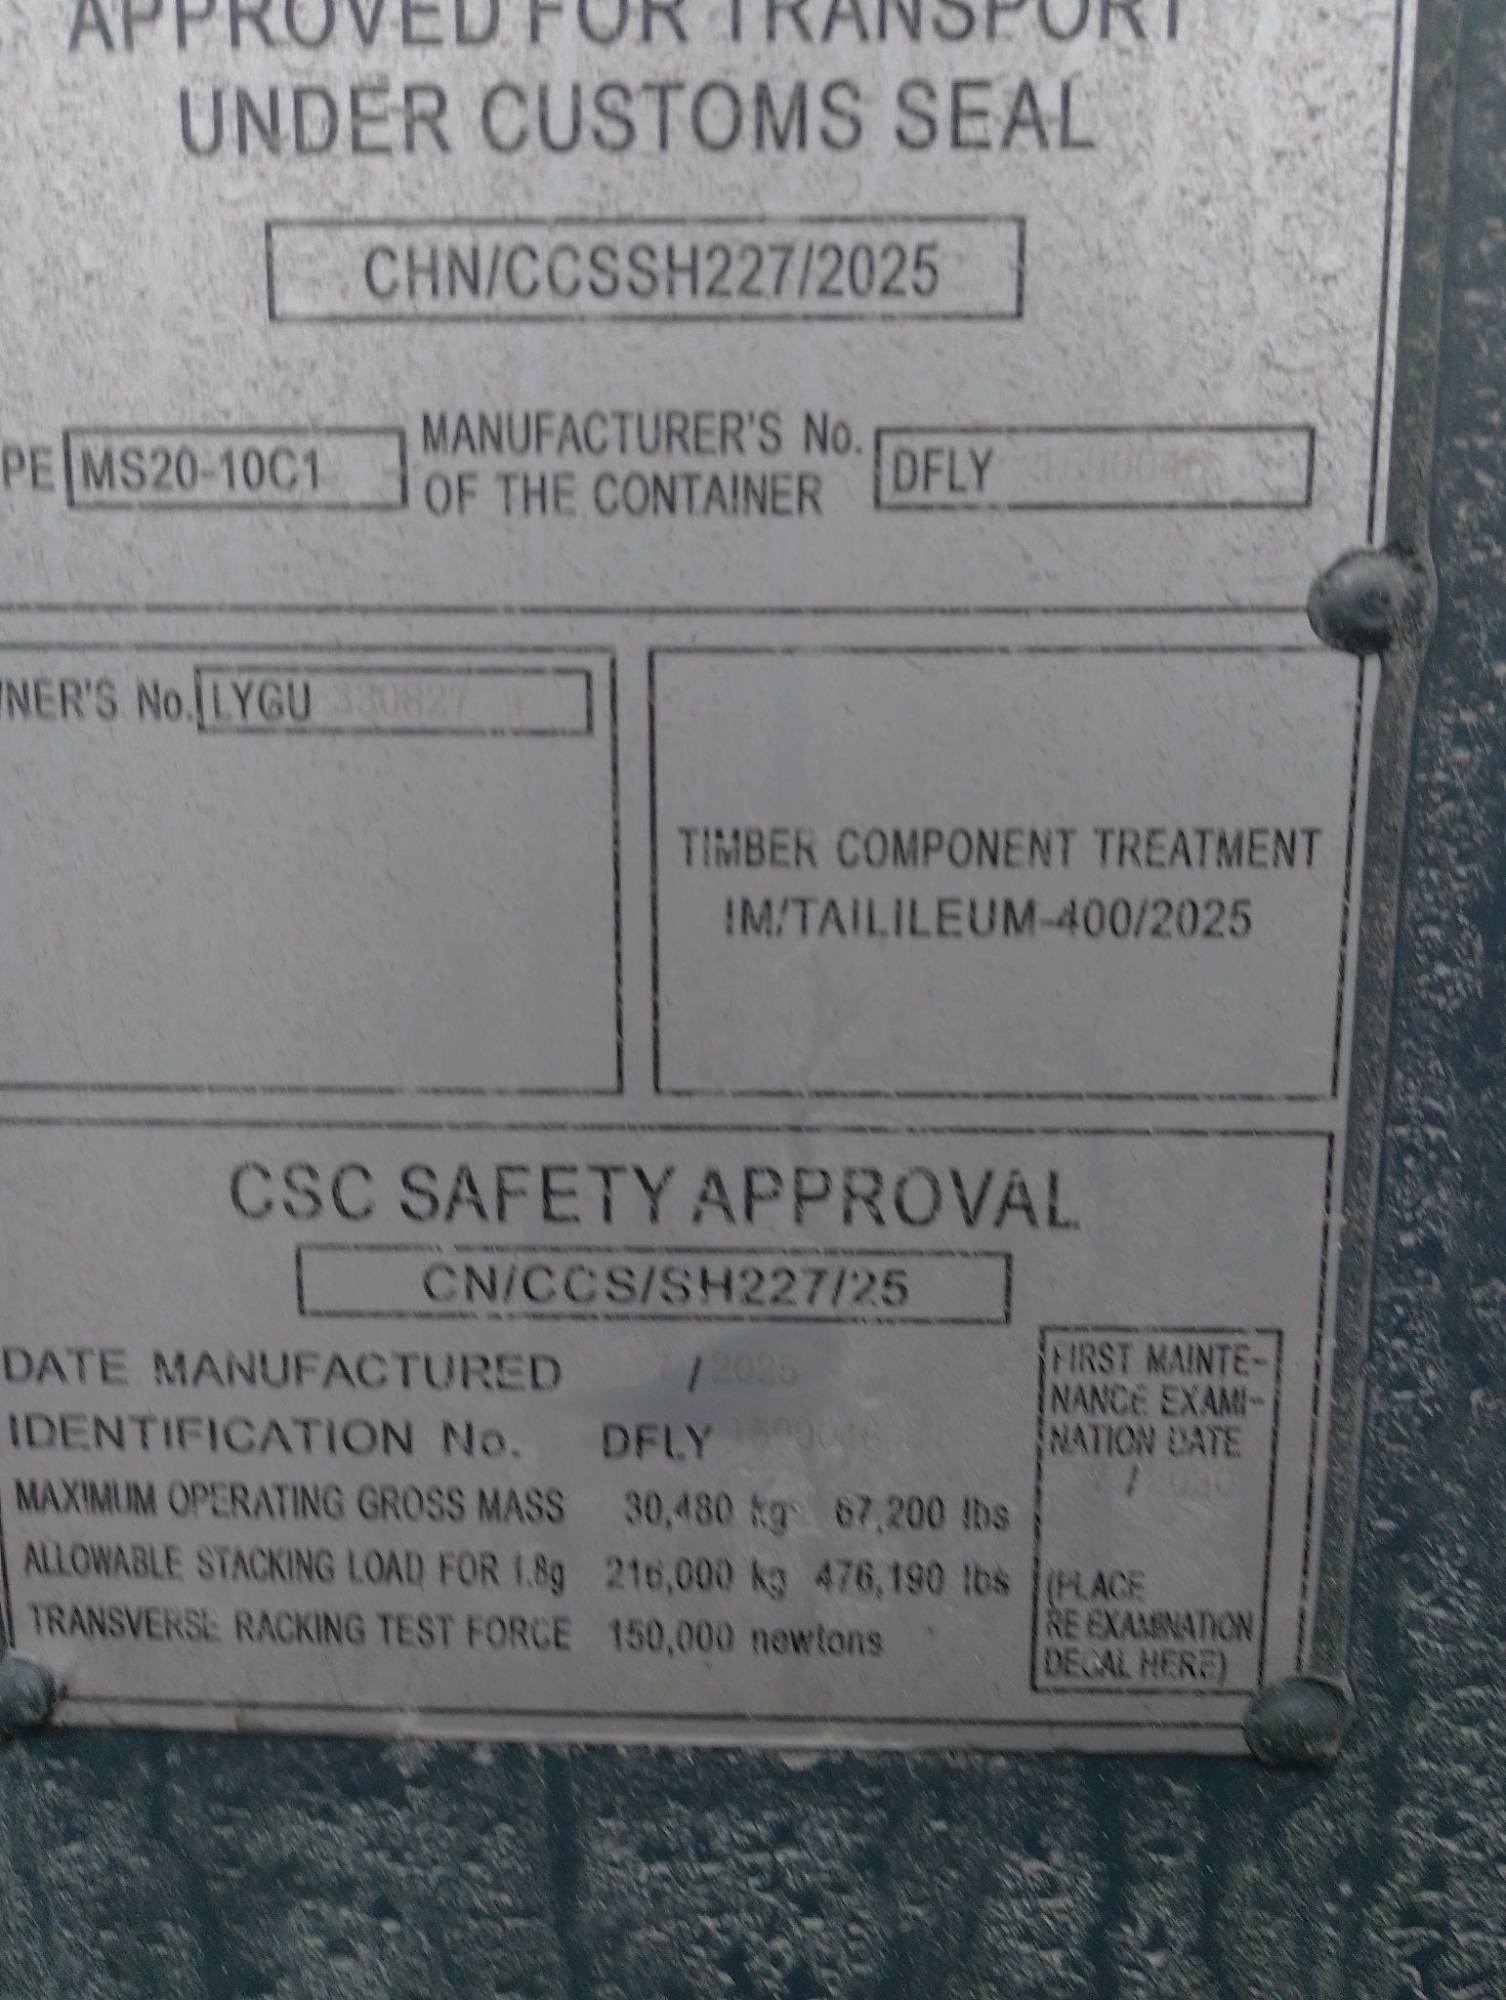 APPROVED FOR TRANSPORT
UNDER CUSTOMS SEAL
CHN/CCSSH227/2025
PE MS20-10C1 MANUFACTURER'S No. OF THE CONTAINER DFLY
NER'S No. LYGU 330827
TIMBER COMPONENT TREATMENT
IM/TAILILEUM-400/2025
CSC SAFETY APPROVAL
CN/CCS/SH227/25
DATE MANUFACTURED 7/2025
IDENTIFICATION No. DFLY
MAXIMUM OPERATING GROSS MASS 30,480 kg 67,200 lbs
ALLOWABLE STACKING LOAD FOR 1.8g 216,000 kg 476,190 lbs
TRANSVERSE RACKING TEST FORCE 150,000 newtons
FIRST MAINTE-
NANCE EXAMI-
NATION DATE
/ 2030
(PLACE
RE EXAMINATION
DECAL HERE)